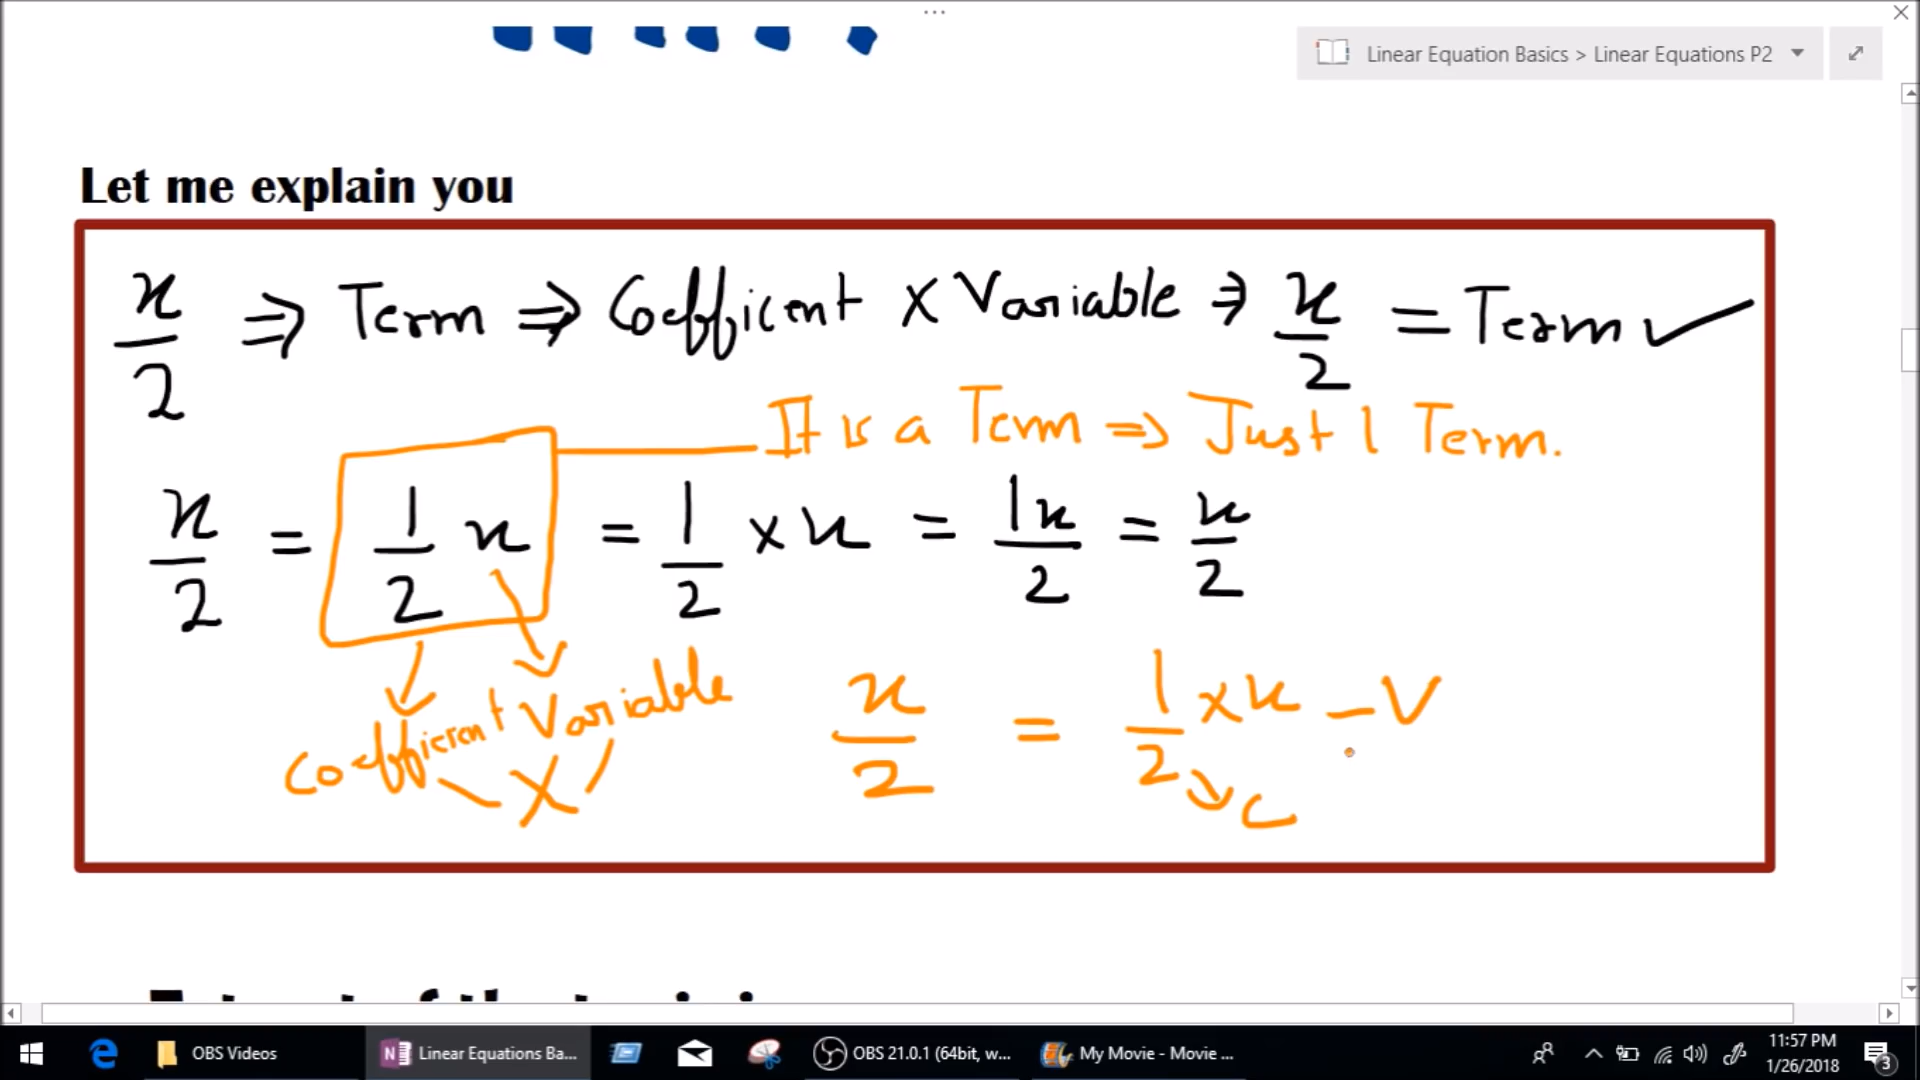 Linear Equation Basics > Linear Equations P2
Let me explain you
x/2 ⇒ Term ⇒ Coefficent X Variable ⇒ x/2 = Term ✓
It is a Term ⇒ Just 1 Term.
x/2 = 1/2 x = 1/2 × x = 1x/2 = x/2
Coefficient Variable
X
x/2 = 1/2 × x - V
C
OBS Videos
Linear Equations Ba...
OBS 21.0.1 (64bit, w...
My Movie - Movie ...
11:57 PM
1/26/2018
3